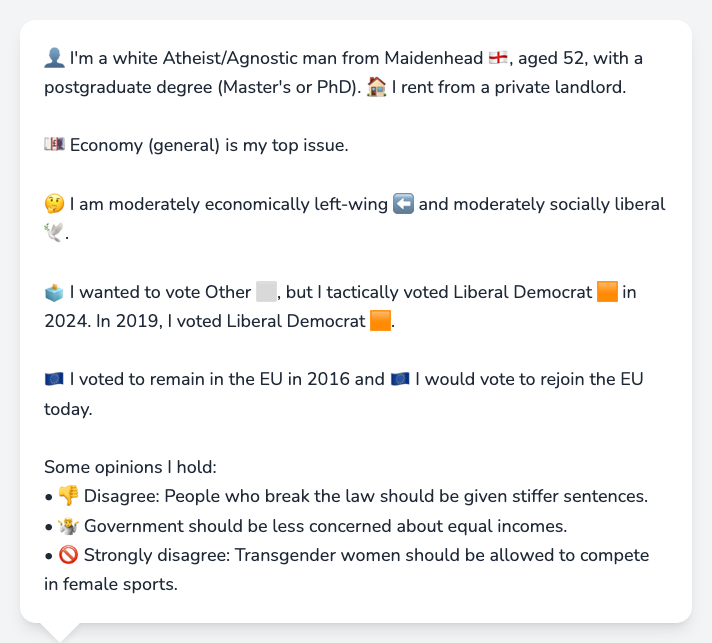 👤 I'm a white Atheist/Agnostic man from Maidenhead 🏴󠁧󠁢󠁥󠁮󠁧󠁿, aged 52, with a
postgraduate degree (Master's or PhD). 🏠 I rent from a private landlord.
💷 Economy (general) is my top issue.
🤔 I am moderately economically left-wing ⬅️ and moderately socially liberal
🕊️.
🗳️ I wanted to vote Other ⬜, but I tactically voted Liberal Democrat 🟧 in
2024. In 2019, I voted Liberal Democrat 🟧.
🇪🇺 I voted to remain in the EU in 2016 and 🇪🇺 I would vote to rejoin the EU
today.
Some opinions I hold:
• 👎 Disagree: People who break the law should be given stiffer sentences.
• 🤷 Government should be less concerned about equal incomes.
• 🚫 Strongly disagree: Transgender women should be allowed to compete
in female sports.